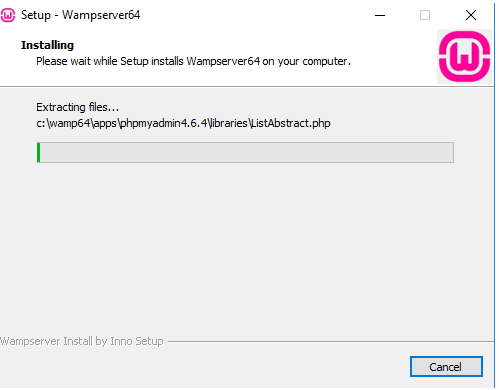 Setup - Wampserver64
Installing
Please wait while Setup installs Wampserver64 on your computer.
Extracting files...
c:\wamp64\apps\phpmyadmin4.6.4\libraries\ListAbstract.php
Wampserver Install by Inno Setup
Cancel